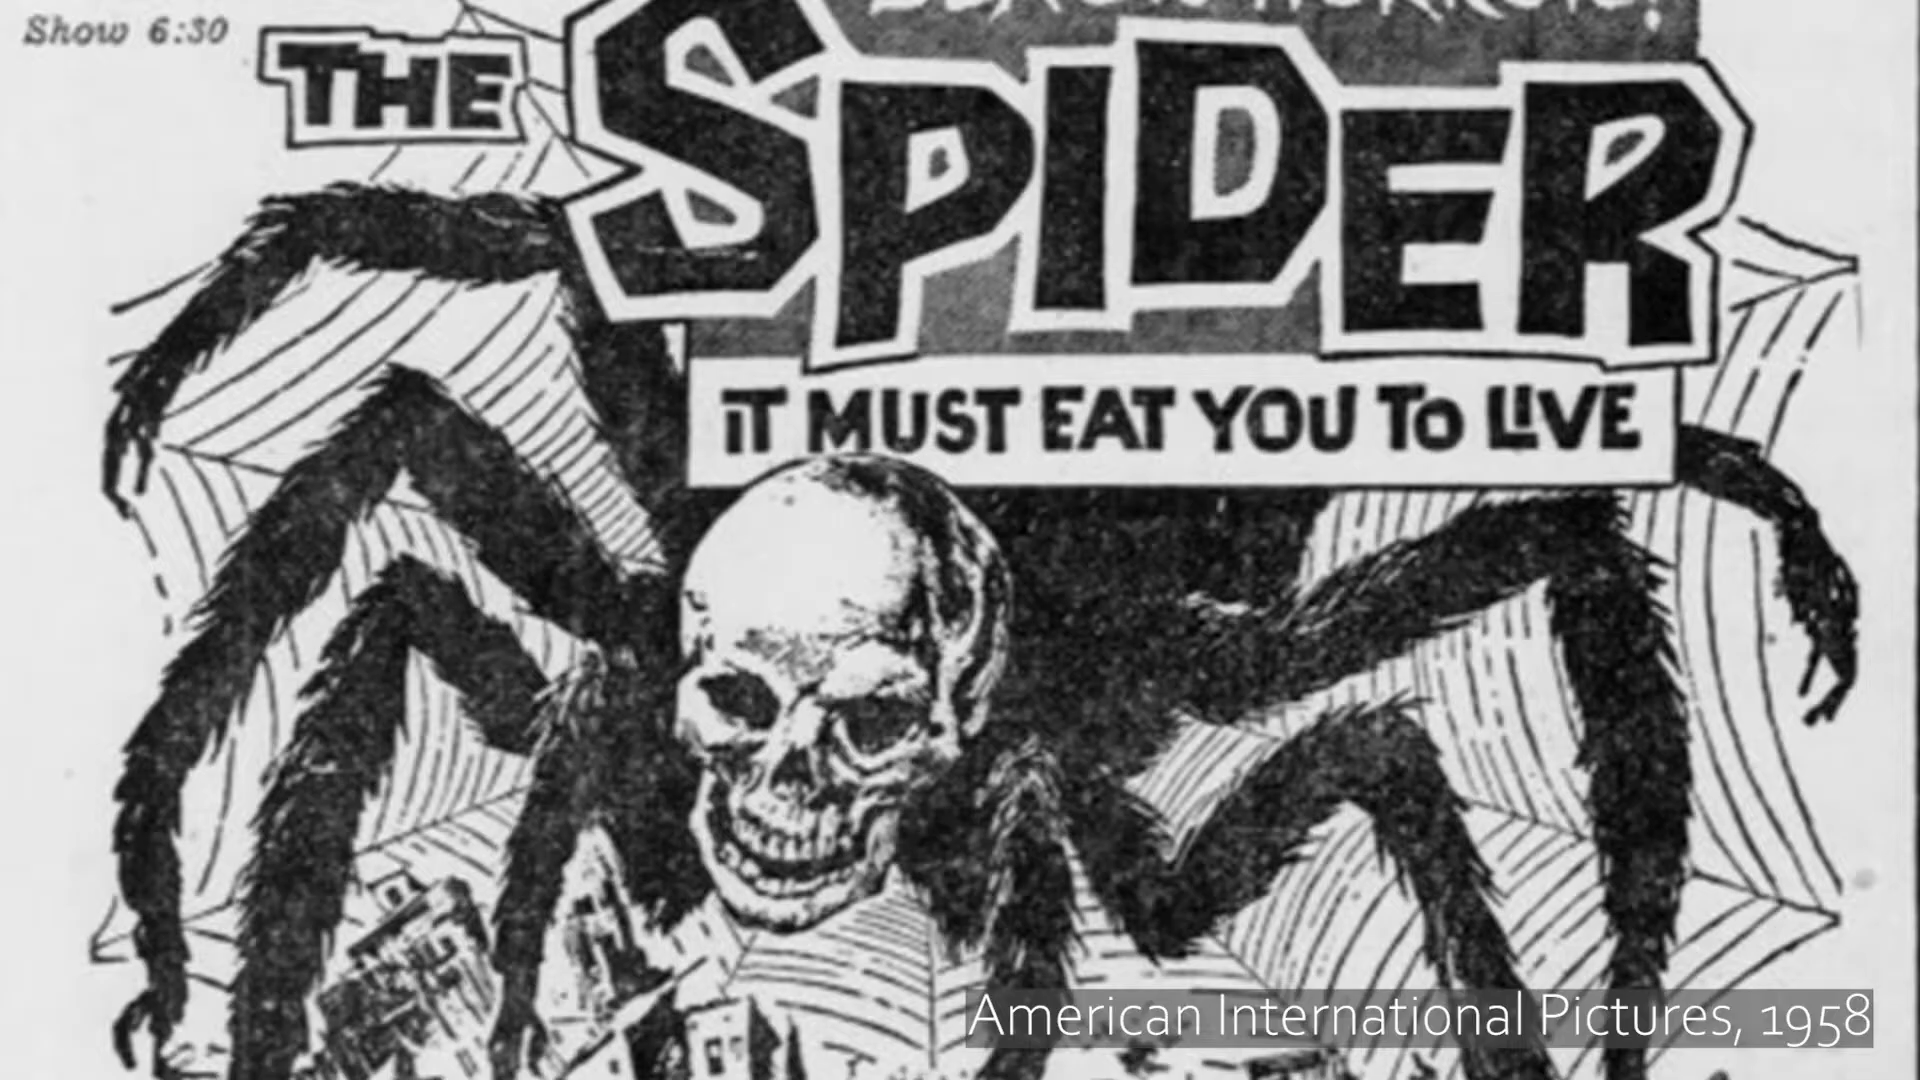 Show 6:30
THE SPIDER
IT MUST EAT YOU TO LIVE
American International Pictures, 1958